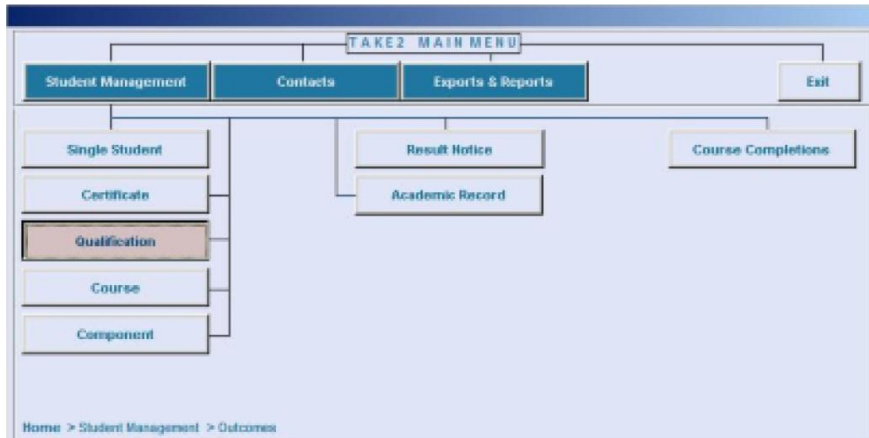 TAKE2 MAIN MENU
Student Management Contacts Exports & Reports Exit
Single Student Result Notice Course Completions
Certificate Academic Record
Qualification
Course
Component
Home > Student Management > Outcomes